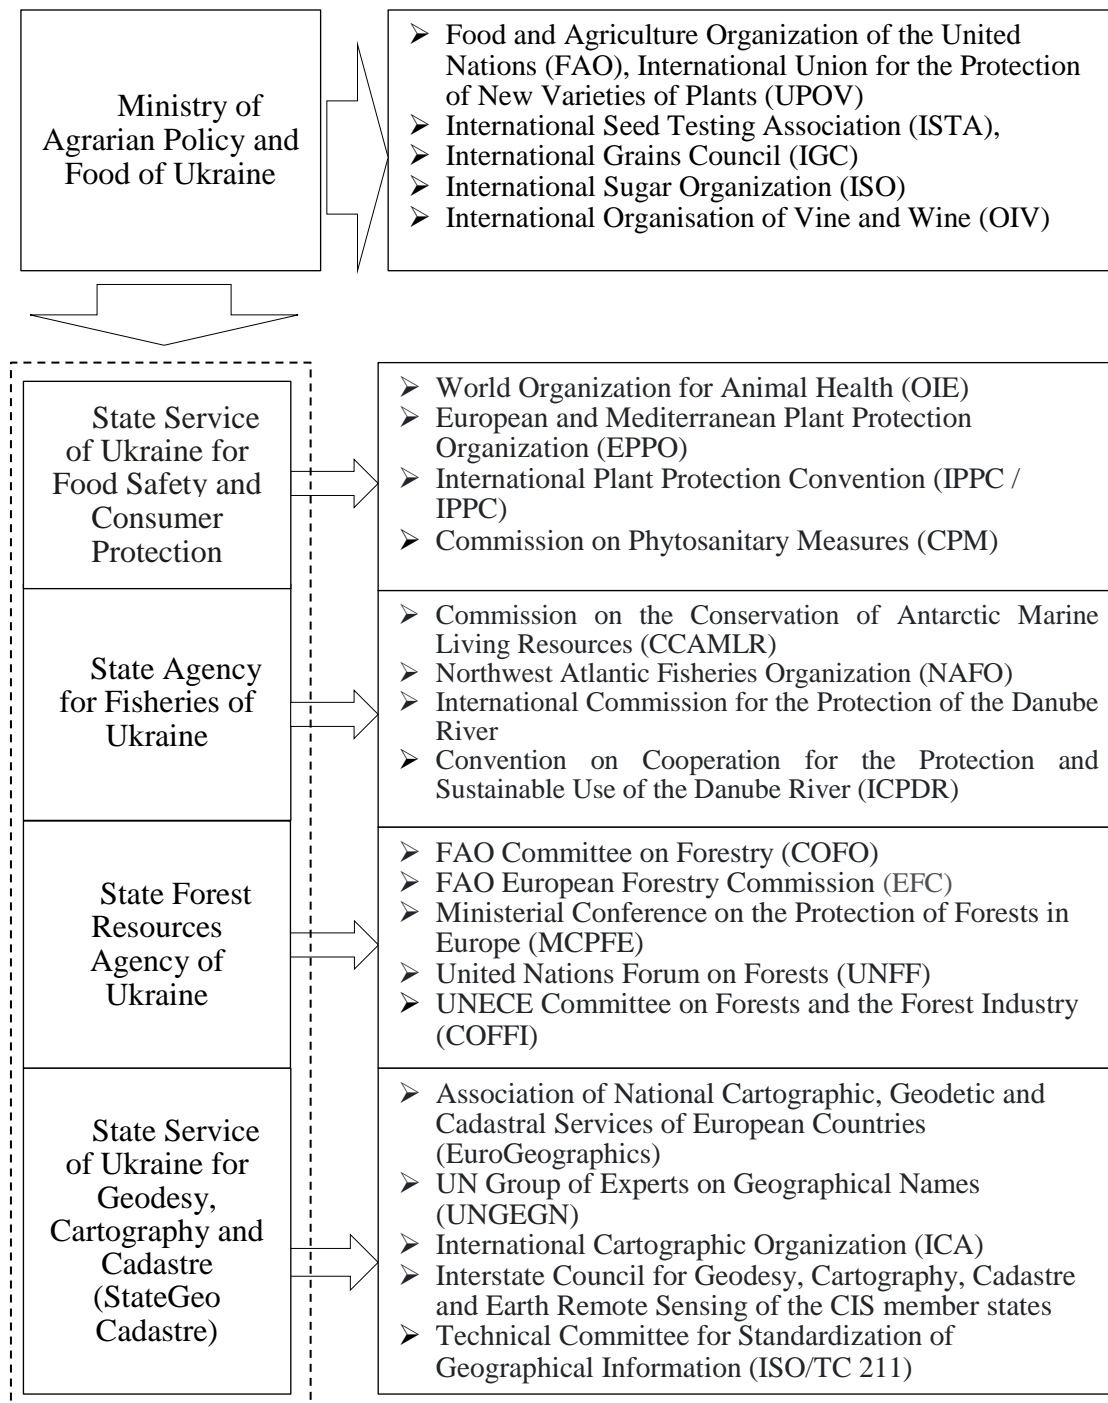 Ministry of
Agrarian Policy and
Food of Ukraine
➢ Food and Agriculture Organization of the United
Nations (FAO), International Union for the Protection
of New Varieties of Plants (UPOV)
➢ International Seed Testing Association (ISTA),
➢ International Grains Council (IGC)
➢ International Sugar Organization (ISO)
➢ International Organisation of Vine and Wine (OIV)
State Service
of Ukraine for
Food Safety and
Consumer
Protection
➢ World Organization for Animal Health (OIE)
➢ European and Mediterranean Plant Protection
Organization (EPPO)
➢ International Plant Protection Convention (IPPC /
IPPC)
➢ Commission on Phytosanitary Measures (CPM)
State Agency
for Fisheries of
Ukraine
➢ Commission on the Conservation of Antarctic Marine
Living Resources (CCAMLR)
➢ Northwest Atlantic Fisheries Organization (NAFO)
➢ International Commission for the Protection of the Danube
River
➢ Convention on Cooperation for the Protection and
Sustainable Use of the Danube River (ICPDR)
State Forest
Resources
Agency of
Ukraine
➢ FAO Committee on Forestry (COFO)
➢ FAO European Forestry Commission (EFC)
➢ Ministerial Conference on the Protection of Forests in
Europe (MCPFE)
➢ United Nations Forum on Forests (UNFF)
➢ UNECE Committee on Forests and the Forest Industry
(COFFI)
State Service
of Ukraine for
Geodesy,
Cartography and
Cadastre
(StateGeo
Cadastre)
➢ Association of National Cartographic, Geodetic and
Cadastral Services of European Countries
(EuroGeographics)
➢ UN Group of Experts on Geographical Names
(UNGEGN)
➢ International Cartographic Organization (ICA)
➢ Interstate Council for Geodesy, Cartography, Cadastre
and Earth Remote Sensing of the CIS member states
➢ Technical Committee for Standardization of
Geographical Information (ISO/TC 211)